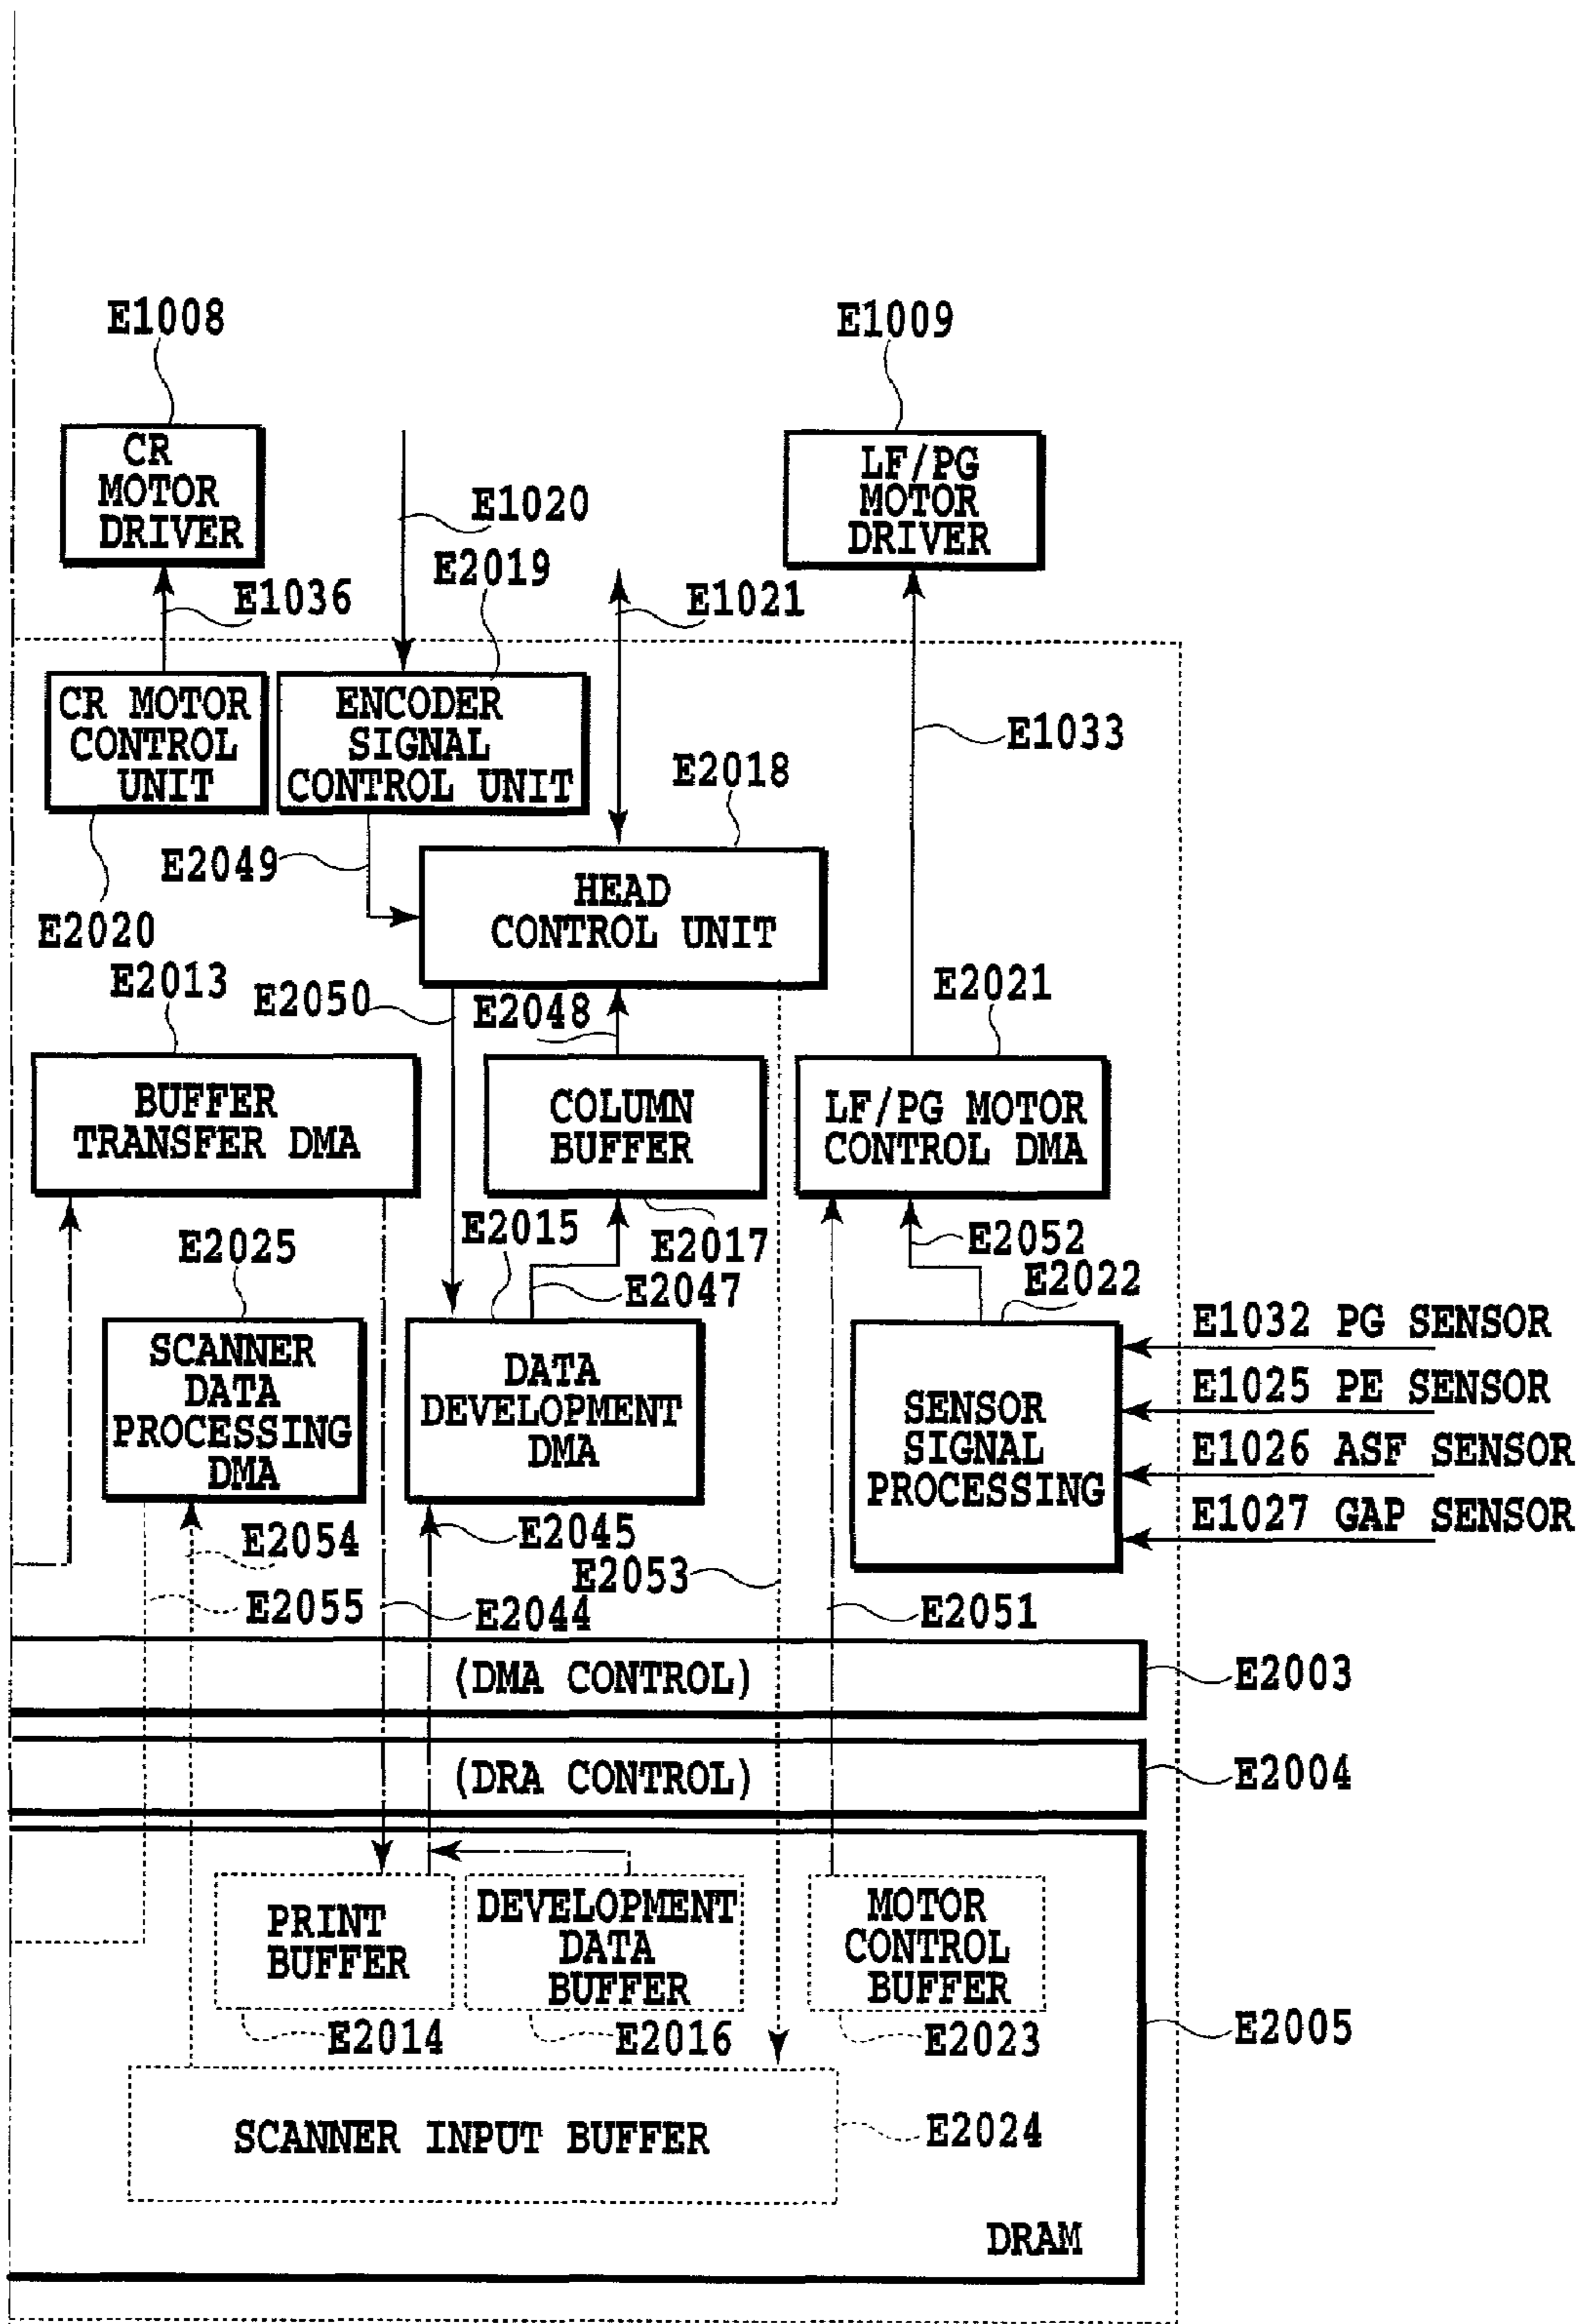 E1008
E1009
CR
MOTOR
DRIVER
LF/PG
MOTOR
DRIVER
E1020
E2019
E1036
E1021
CR MOTOR
CONTROL
UNIT
ENCODER
SIGNAL
CONTROL UNIT
E1033
E2018
E2049
HEAD
CONTROL UNIT
E2020
E2013
E2050
E2048
E2021
BUFFER
TRANSFER DMA
COLUMN
BUFFER
LF/PG MOTOR
CONTROL DMA
E2025
E2015
E2017
E2047
E2052
E2022
SCANNER
DATA
PROCESSING
DMA
DATA
DEVELOPMENT
DMA
SENSOR
SIGNAL
PROCESSING
E1032 PG SENSOR
E1025 PE SENSOR
E1026 ASF SENSOR
E1027 GAP SENSOR
E2054
E2045
E2053
E2055
E2044
E2051
(DMA CONTROL)
E2003
(DRA CONTROL)
E2004
PRINT
BUFFER
DEVELOPMENT
DATA
BUFFER
MOTOR
CONTROL
BUFFER
E2014
E2016
E2023
E2005
SCANNER INPUT BUFFER
E2024
DRAM